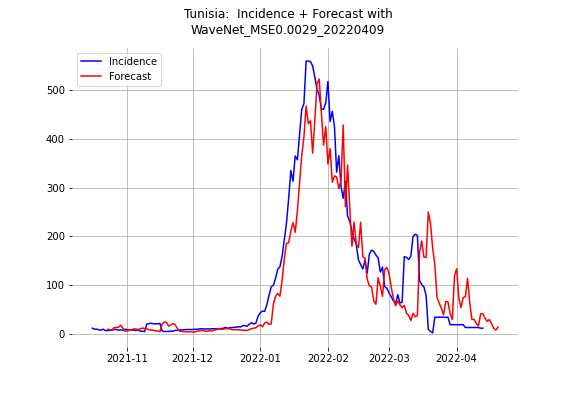 Tunisia:  Incidence + Forecast with
WaveNet_MSE0.0029_20220409
Incidence
Forecast
500
400
300
200
100
0
2021-11 2021-12 2022-01 2022-02 2022-03 2022-04